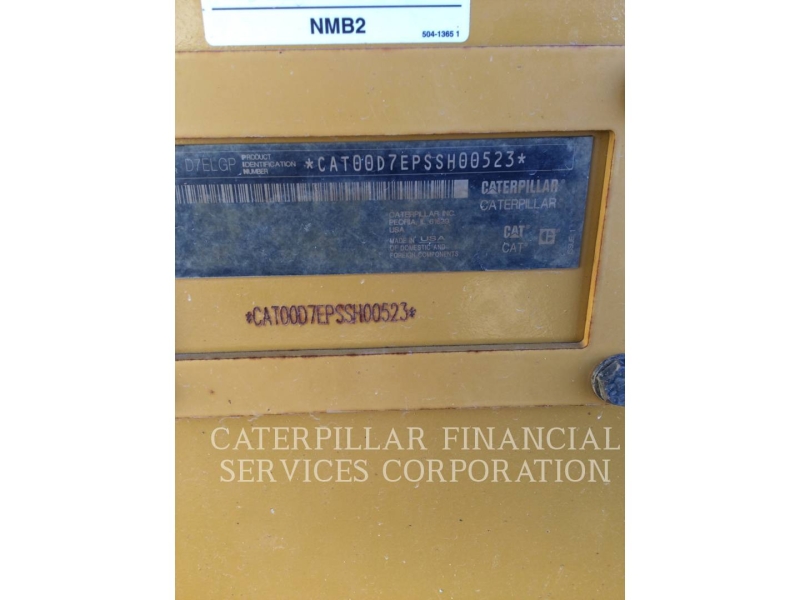 NMB2
504-1365 1
D7ELGP PRODUCT IDENTIFICATION NUMBER *CAT00D7EPSSH00523*
CATERPILLAR
CATERPILLAR
CATERPILLAR INC.
PEORIA, IL 61630
USA
MADE IN USA
OF DOMESTIC AND
FOREIGN COMPONENTS
CAT
CAT
*CAT00D7EPSSH00523*
CATERPILLAR FINANCIAL
SERVICES CORPORATION